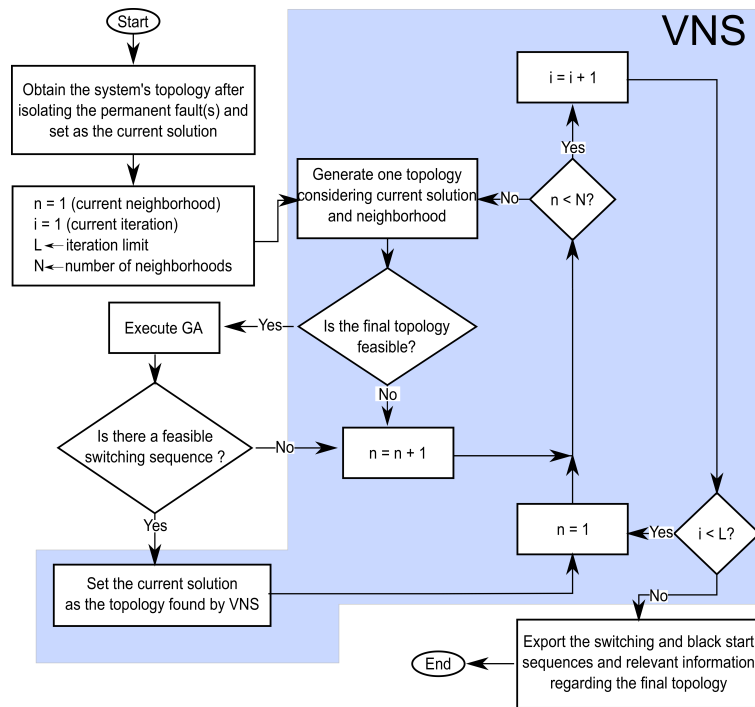 VNS
Start
Obtain the system's topology after
isolating the permanent fault(s) and
set as the current solution
n = 1 (current neighborhood)
i = 1 (current iteration)
L ← iteration limit
N ← number of neighborhoods
Generate one topology
considering current solution
and neighborhood
i = i + 1
Yes
n < N?
No
Is the final topology
feasible?
Yes
Execute GA
No
Is there a feasible
switching sequence ?
No
n = n + 1
Yes
n = 1
Yes
i < L?
Set the current solution
as the topology found by VNS
No
Export the switching and black start
sequences and relevant information
regarding the final topology
End